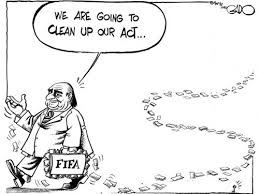 WE ARE GOING TO
CLEAN UP OUR
ACT...
GADO
FIFA